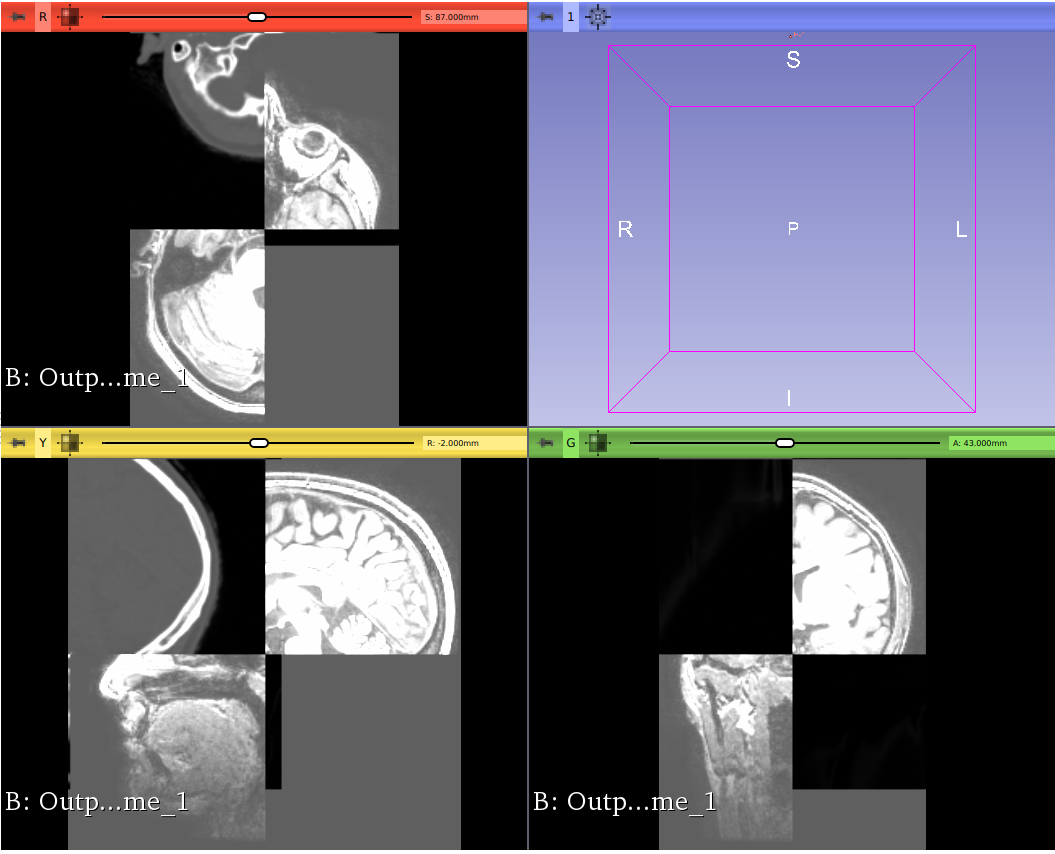 R
S: 87.000mm
1
S
R
P
L
I
B: Outp...me_1
Y
R: -2.000mm
G
A: 43.000mm
B: Outp...me_1
B: Outp...me_1